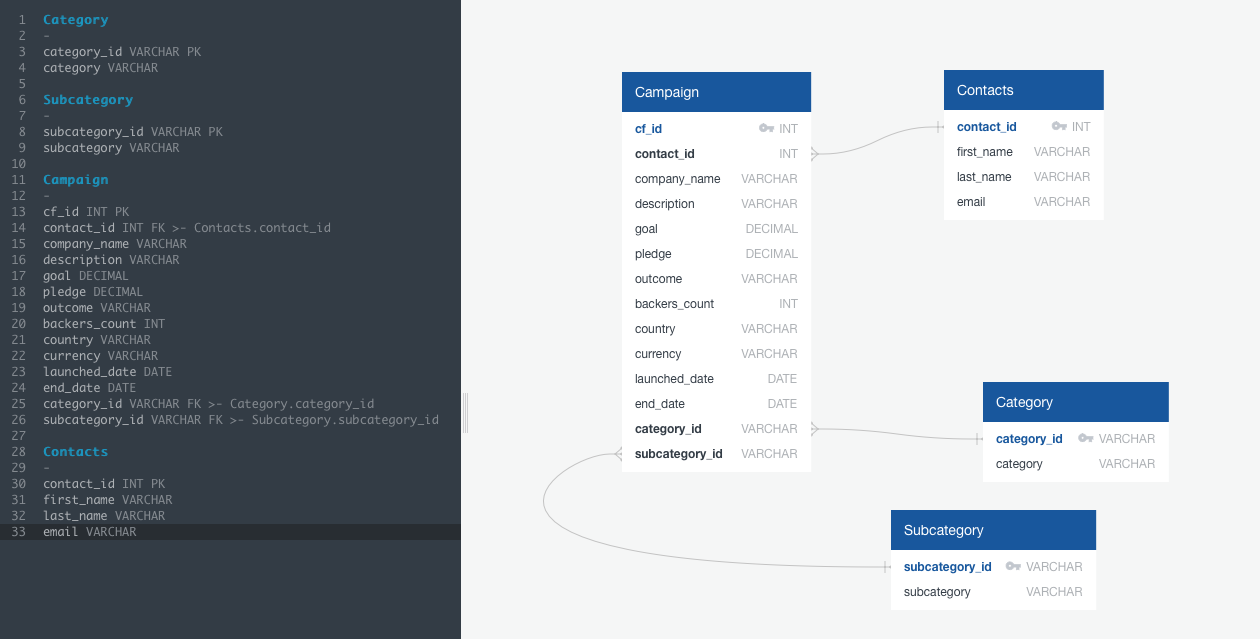 1 Category
2 -
3 category_id VARCHAR PK
4 category VARCHAR
5
6 Subcategory
7 -
8 subcategory_id VARCHAR PK
9 subcategory VARCHAR
10
11 Campaign
12 -
13 cf_id INT PK
14 contact_id INT FK >- Contacts.contact_id
15 company_name VARCHAR
16 description VARCHAR
17 goal DECIMAL
18 pledge DECIMAL
19 outcome VARCHAR
20 backers_count INT
21 country VARCHAR
22 currency VARCHAR
23 launched_date DATE
24 end_date DATE
25 category_id VARCHAR FK >- Category.category_id
26 subcategory_id VARCHAR FK >- Subcategory.subcategory_id
27
28 Contacts
29 -
30 contact_id INT PK
31 first_name VARCHAR
32 last_name VARCHAR
33 email VARCHAR
Campaign
cf_id INT
contact_id INT
company_name VARCHAR
description VARCHAR
goal DECIMAL
pledge DECIMAL
outcome VARCHAR
backers_count INT
country VARCHAR
currency VARCHAR
launched_date DATE
end_date DATE
category_id VARCHAR
subcategory_id VARCHAR
Contacts
contact_id INT
first_name VARCHAR
last_name VARCHAR
email VARCHAR
Category
category_id VARCHAR
category VARCHAR
Subcategory
subcategory_id VARCHAR
subcategory VARCHAR